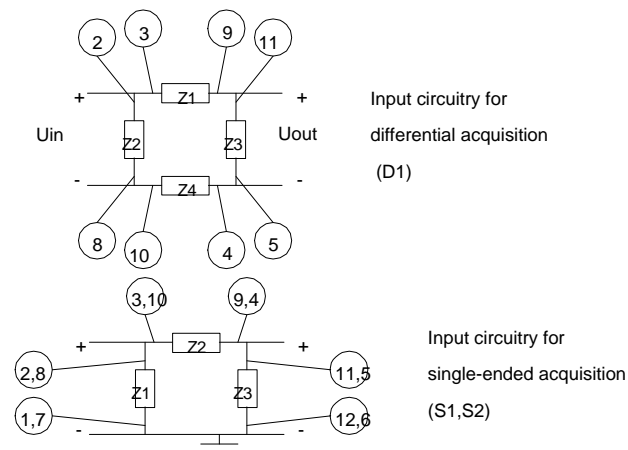 2 3 9 11
+ Z1 + Input circuitry for
Uin Z2 Z3 Uout differential acquisition
- Z4 - (D1)
8 10 4 5
3,10 9,4
+ Z2 + Input circuitry for
2,8 11,5 single-ended acquisition
Z1 Z3 (S1,S2)
1,7 - - 12,6